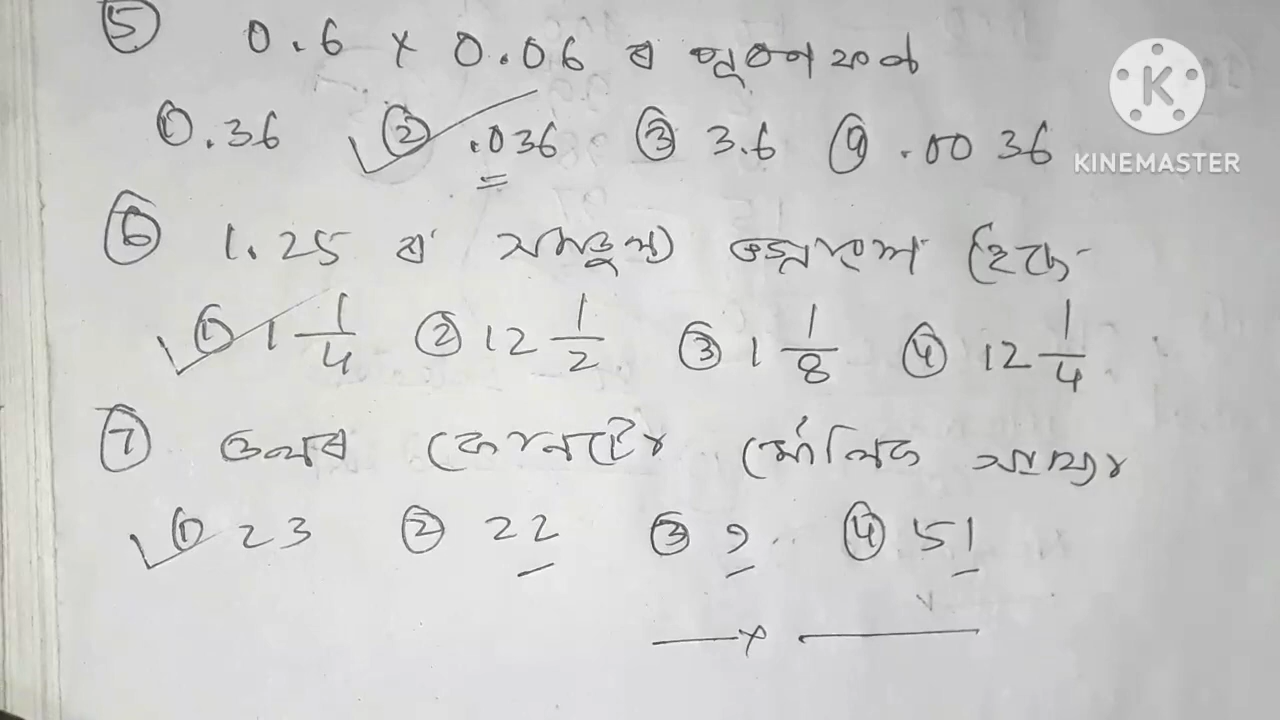 ⑤ 0.6 × 0.06 ৰ পূৰণফল
① .36 ② .036 ③ 3.6 ④ .0036
K
KINEMASTER
⑥ 1.25 ৰ সমতুল্য ভগ্নাংশ হৈছে-
① 1 1/4 ② 12 1/2 ③ 1 1/8 ④ 12 1/4
⑦ তলৰ কোনটো মৌলিক সংখ্যা
① 23 ② 22 ③ 9 ④ 51